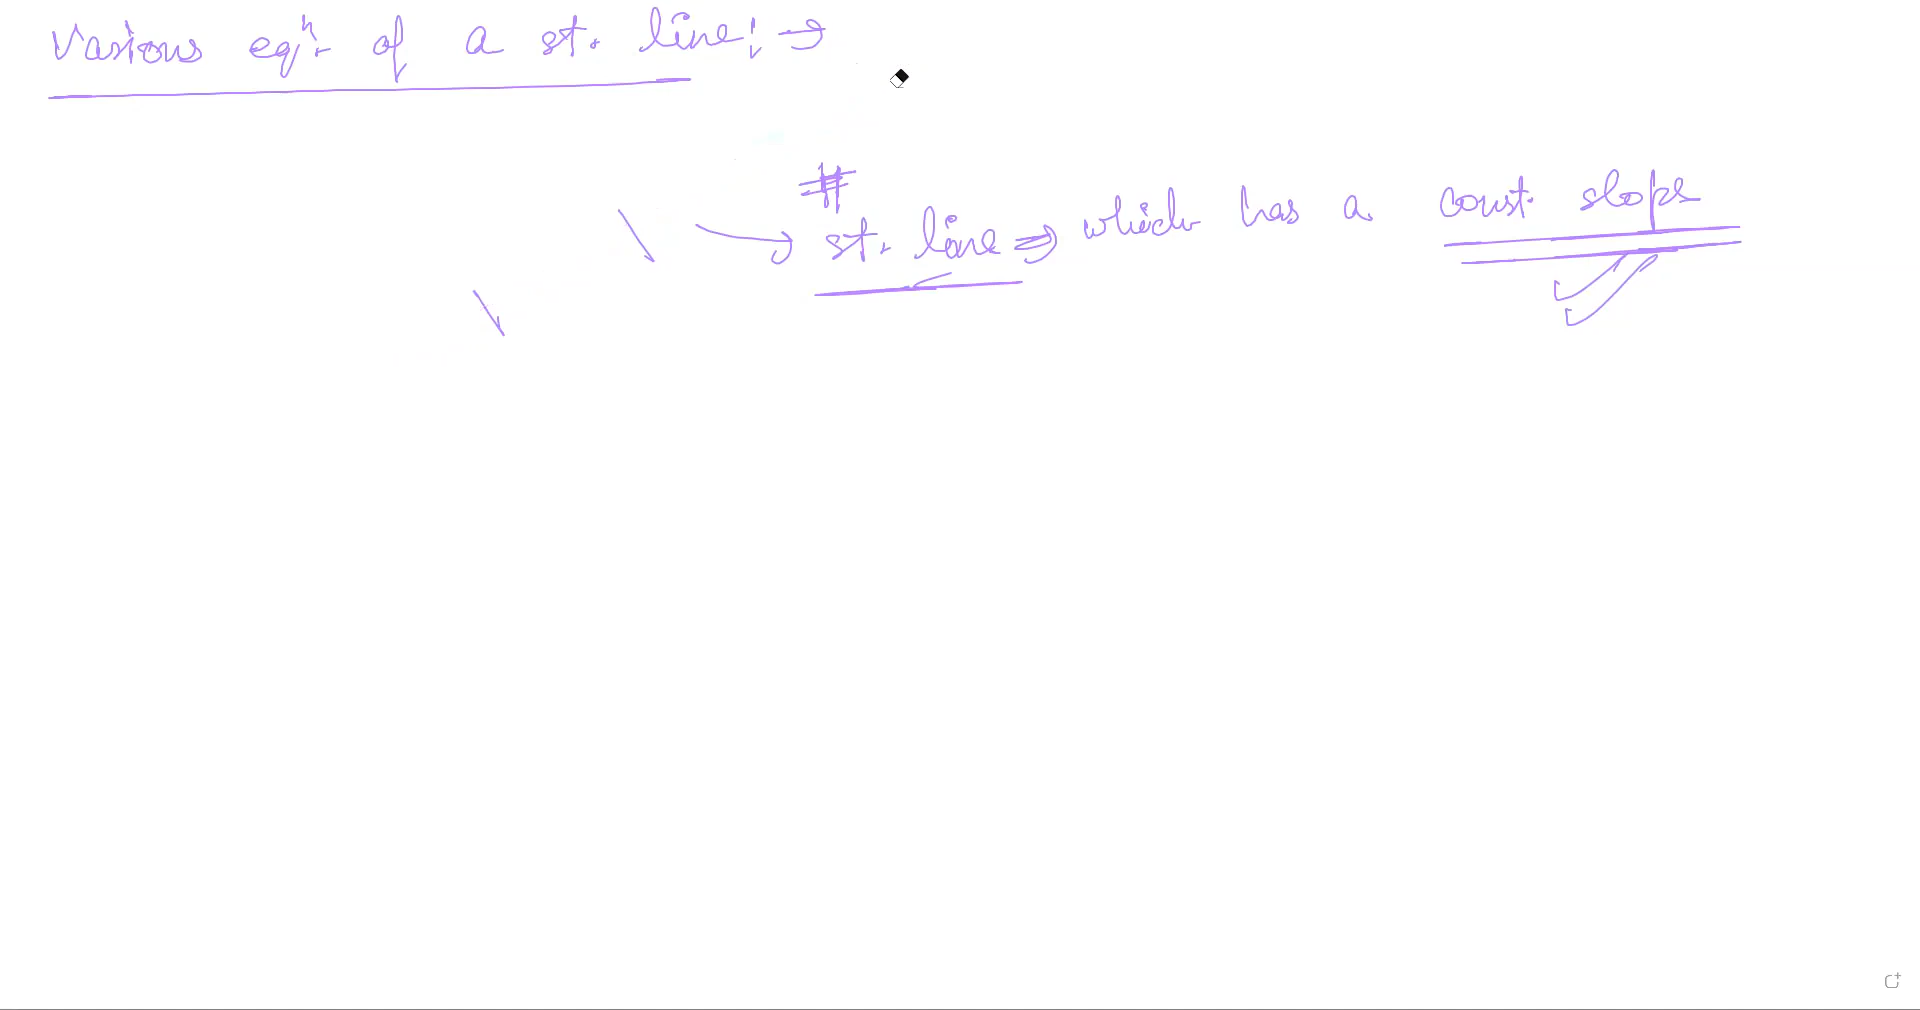 Various eqⁿ. of a st. line :→
#
st. line ⇒ which has a const. slope